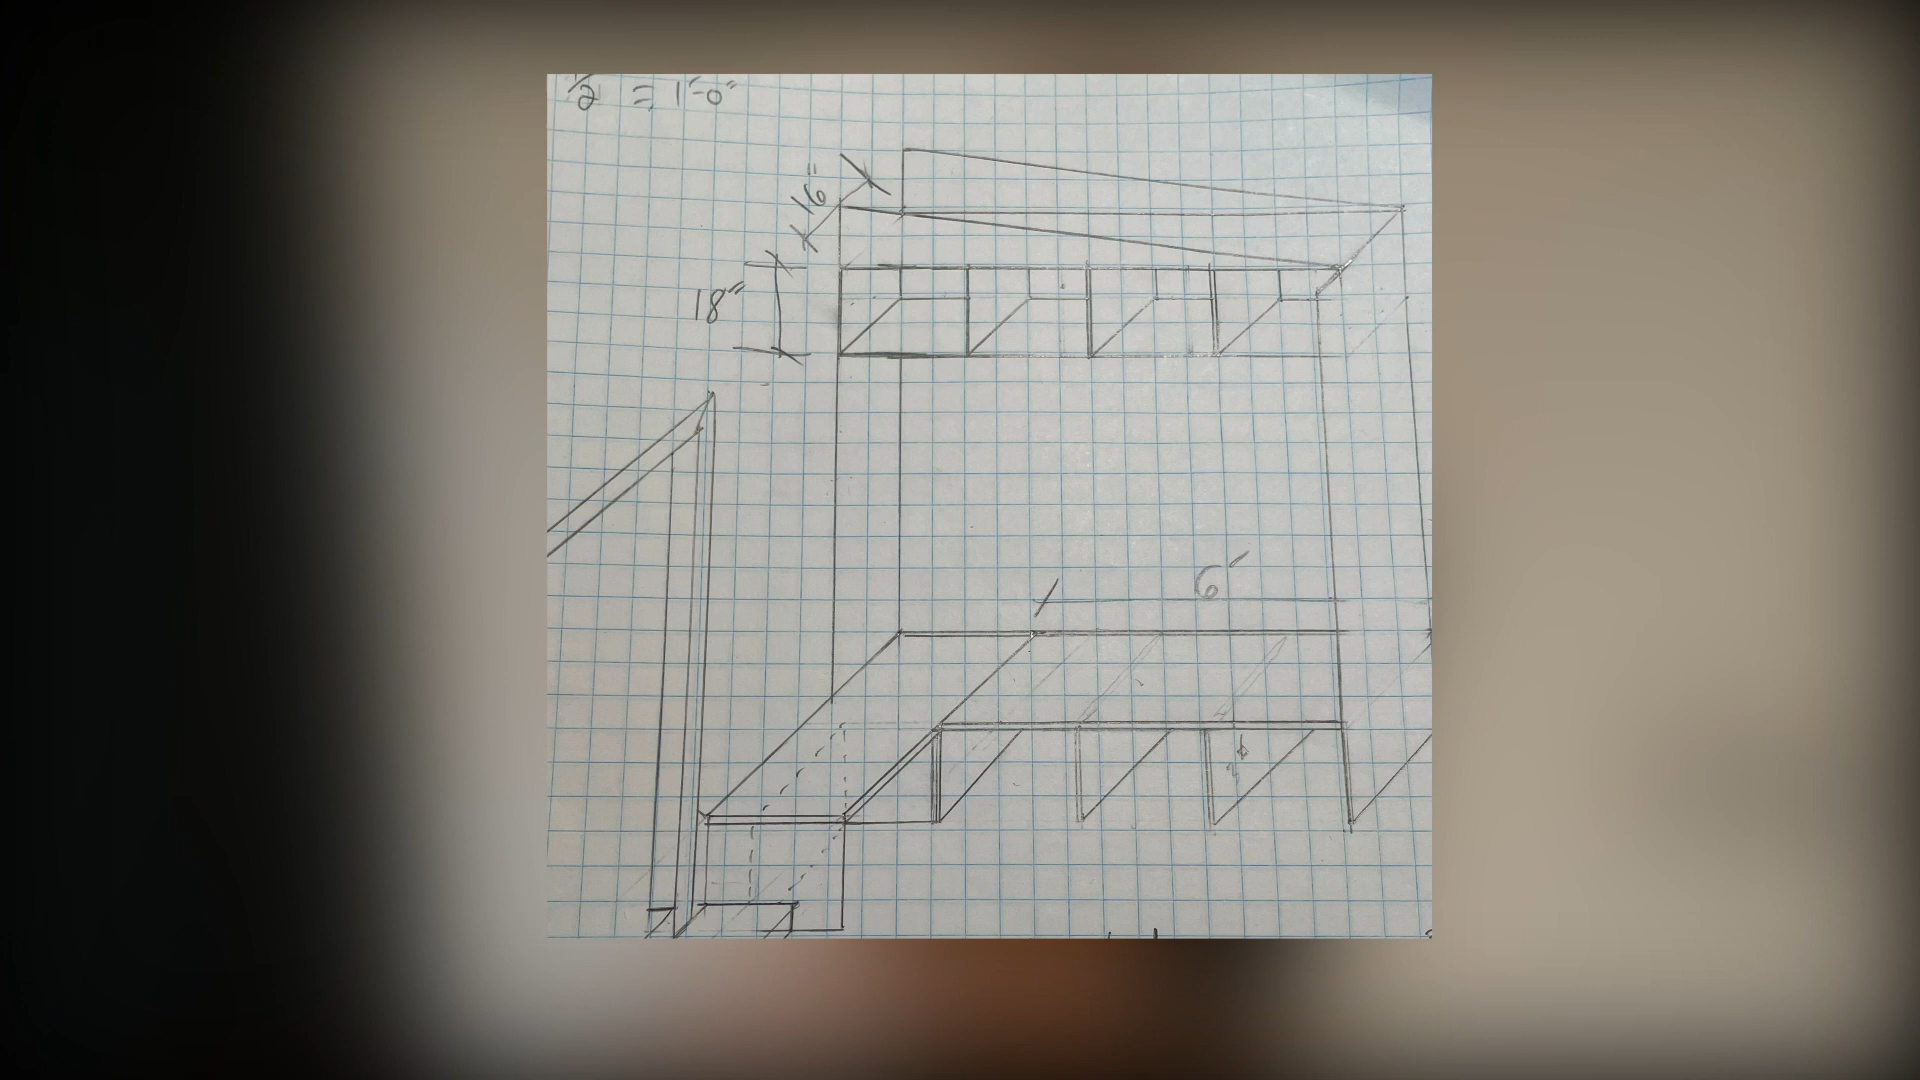 1/2 = 1'-0"
16"
18"
6'